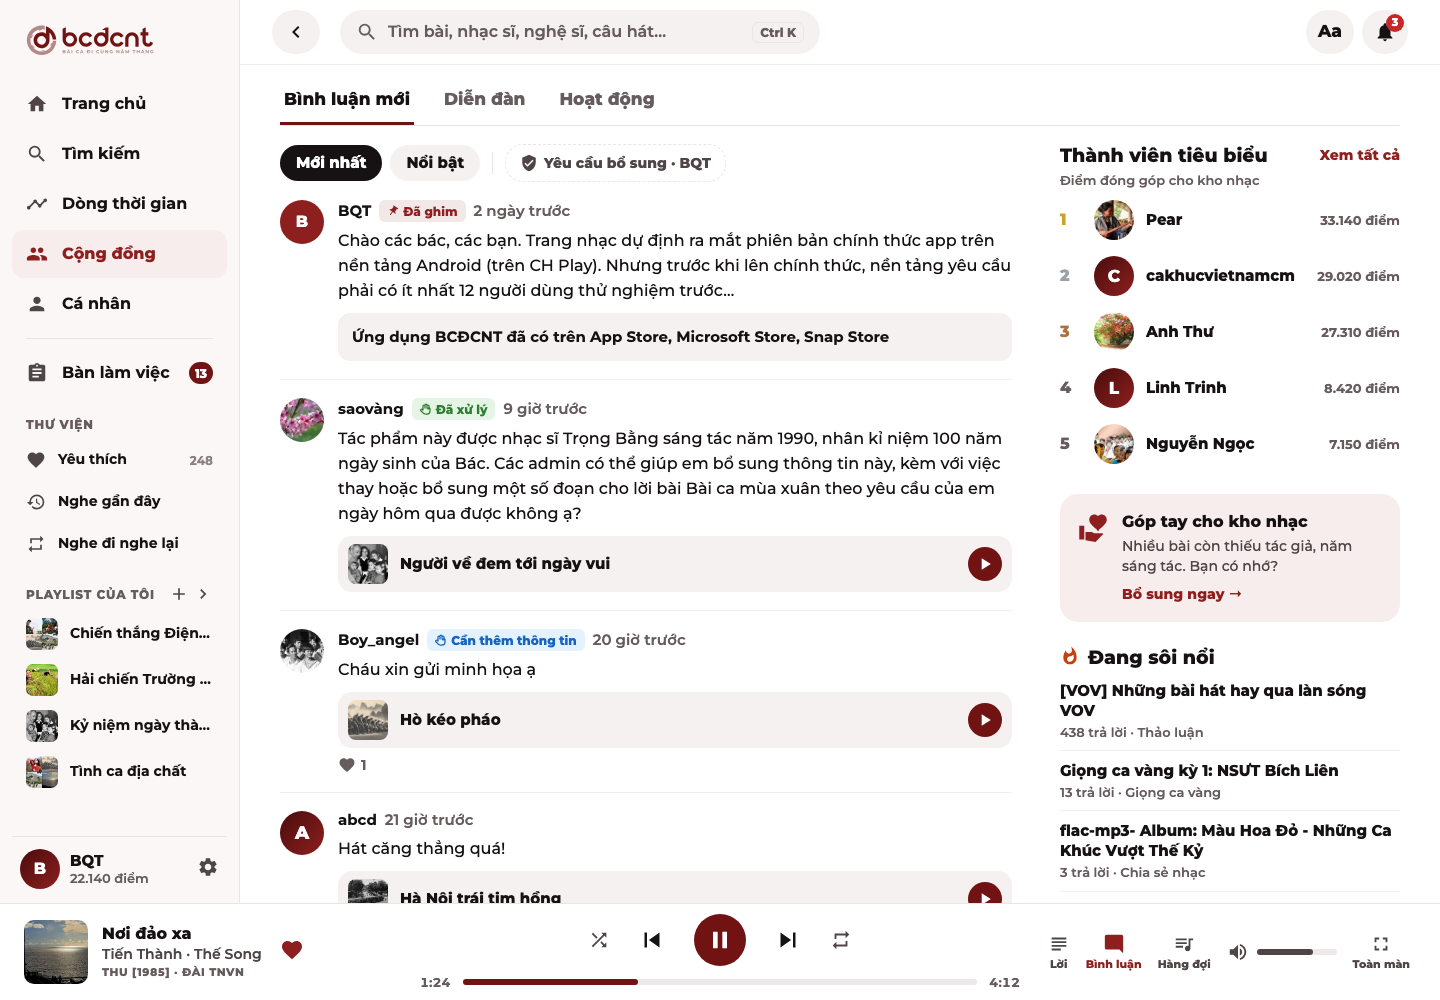 bcdcnt
BÀI CA ĐI CÙNG NĂM THÁNG
Trang chủ
Tìm kiếm
Dòng thời gian
Cộng đồng
Cá nhân
Bàn làm việc
13
THƯ VIỆN
Yêu thích
248
Nghe gần đây
Nghe đi nghe lại
PLAYLIST CỦA TÔI
Chiến thắng Điện...
Hải chiến Trường ...
Kỷ niệm ngày thà...
Tình ca địa chất
B
BQT
22.140 điểm
Tìm bài, nhạc sĩ, nghệ sĩ, câu hát...
Ctrl K
Aa
3
Bình luận mới
Diễn đàn
Hoạt động
Mới nhất
Nổi bật
Yêu cầu bổ sung · BQT
B
BQT
Đã ghim
2 ngày trước
Chào các bác, các bạn. Trang nhạc dự định ra mắt phiên bản chính thức app trên
nền tảng Android (trên CH Play). Nhưng trước khi lên chính thức, nền tảng yêu cầu
phải có ít nhất 12 người dùng thử nghiệm trước...
Ứng dụng BCĐCNT đã có trên App Store, Microsoft Store, Snap Store
saovàng
Đã xử lý
9 giờ trước
Tác phẩm này được nhạc sĩ Trọng Bằng sáng tác năm 1990, nhân kỉ niệm 100 năm
ngày sinh của Bác. Các admin có thể giúp em bổ sung thông tin này, kèm với việc
thay hoặc bổ sung một số đoạn cho lời bài Bài ca mùa xuân theo yêu cầu của em
ngày hôm qua được không ạ?
Người về đem tới ngày vui
Boy_angel
Cần thêm thông tin
20 giờ trước
Cháu xin gửi minh họa ạ
Hò kéo pháo
1
A
abcd
21 giờ trước
Hát căng thẳng quá!
Hà Nội trái tim hồng
Thành viên tiêu biểu
Xem tất cả
Điểm đóng góp cho kho nhạc
1
Pear
33.140 điểm
2
C
cakhucvietnamcm
29.020 điểm
3
Anh Thư
27.310 điểm
4
L
Linh Trinh
8.420 điểm
5
Nguyễn Ngọc
7.150 điểm
Góp tay cho kho nhạc
Nhiều bài còn thiếu tác giả, năm
sáng tác. Bạn có nhớ?
Bổ sung ngay →
Đang sôi nổi
[VOV] Những bài hát hay qua làn sóng
VOV
438 trả lời · Thảo luận
Giọng ca vàng kỳ 1: NSƯT Bích Liên
13 trả lời · Giọng ca vàng
flac-mp3- Album: Màu Hoa Đỏ - Những Ca
Khúc Vượt Thế Kỷ
3 trả lời · Chia sẻ nhạc
Nơi đảo xa
Tiến Thành · Thế Song
THU [1985] · ĐÀI TNVN
1:24
4:12
Lời
Bình luận
Hàng đợi
Toàn màn